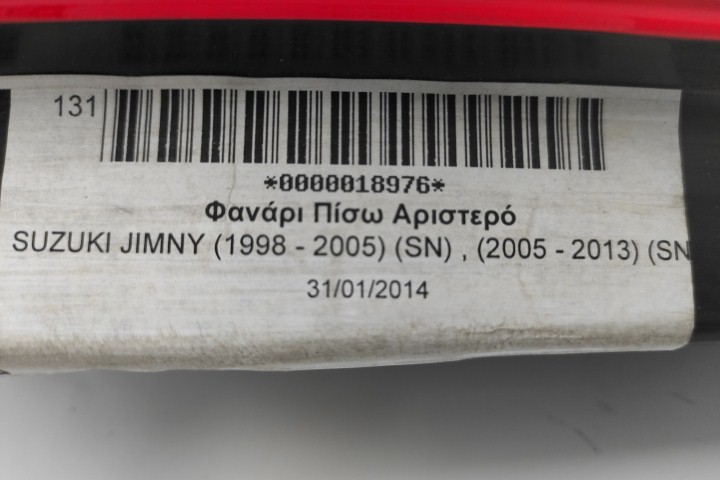 131
*0000018976*
Φανάρι Πίσω Αριστερό
SUZUKI JIMNY (1998 - 2005) (SN) , (2005 - 2013) (SN
31/01/2014